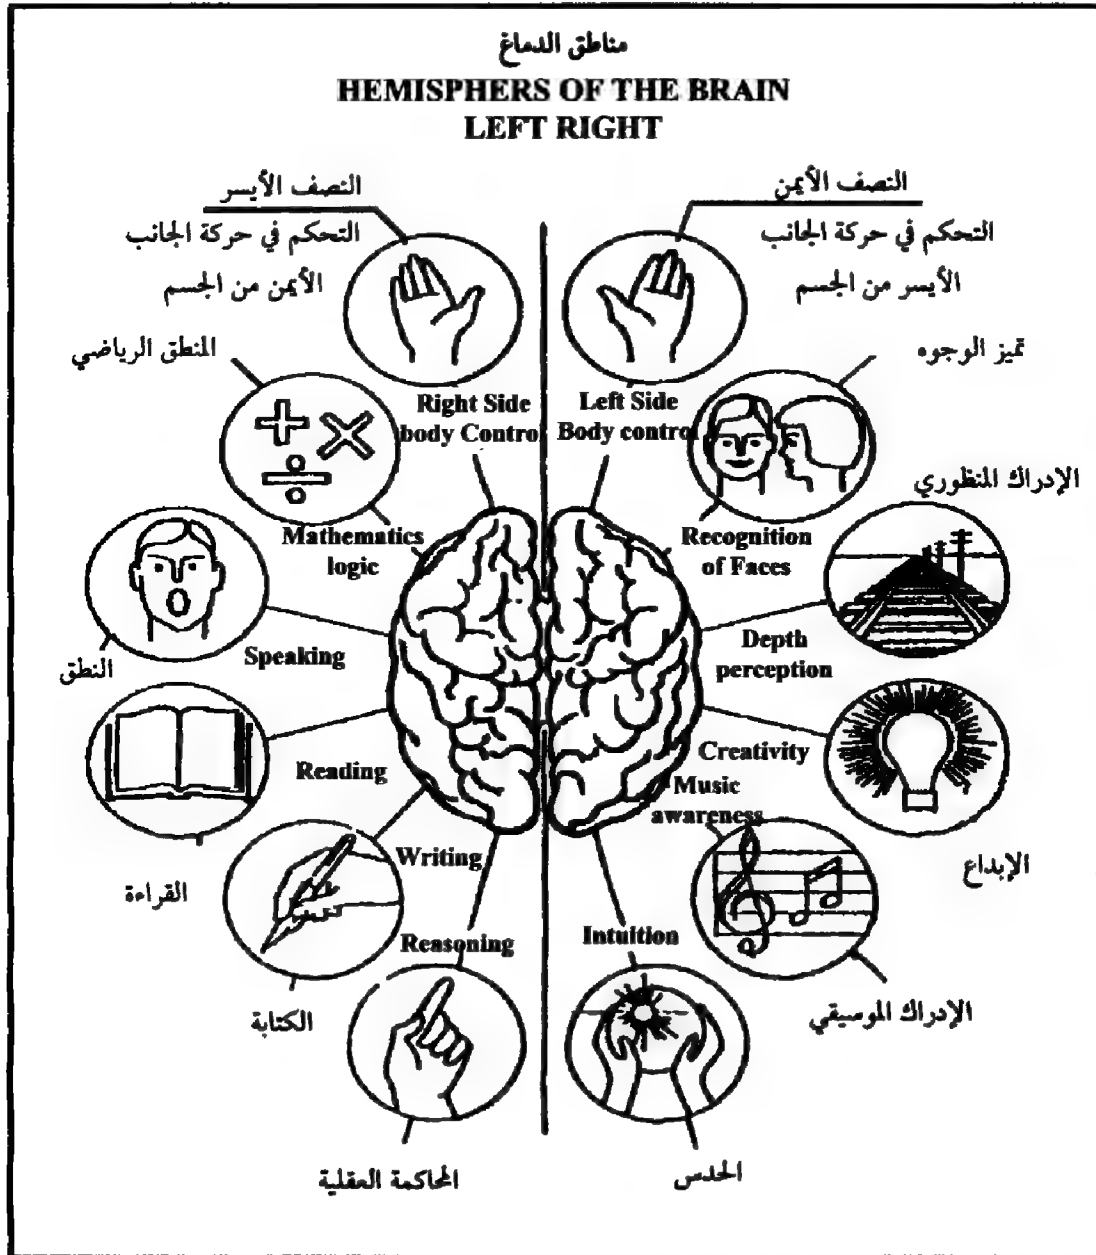 مناطق الدماغ
HEMISPHERS OF THE BRAIN
LEFT RIGHT
النصف الأيسر
النصف الأيمن
التحكم في حركة الجانب
الأيمن من الجسم
التحكم في حركة الجانب
الأيسر من الجسم
المنطق الرياضي
تميز الوجوه
Right Side
body Contro
Left Side
Body control
الإدراك المنظوري
Mathematics
logic
Recognition
of Faces
Speaking
النطق
Depth
perception
Reading
Creativity
Music
awareness
Writing
القراءة
الإبداع
Reasoning
Intuition
الكتابة
الإدراك الموسيقي
المحاكمة العقلية
الحدس